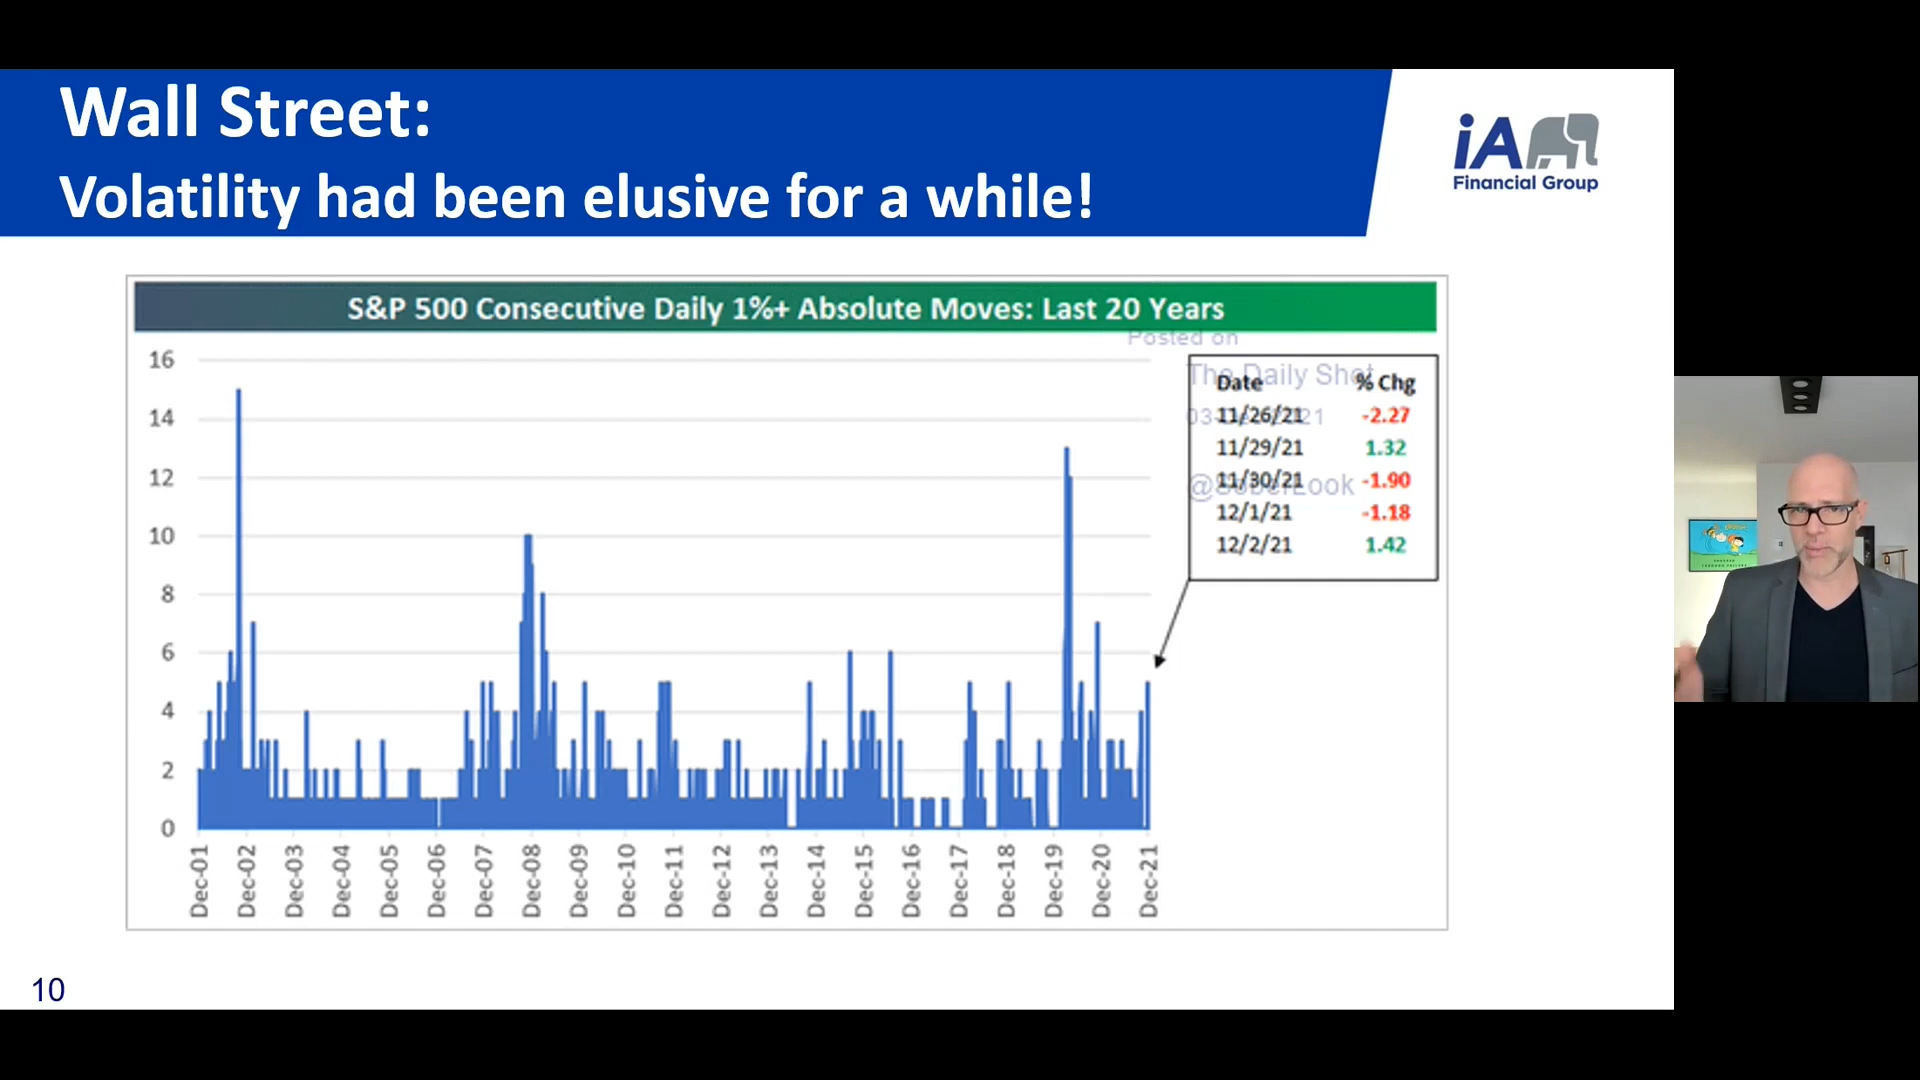 Wall Street:
Volatility had been elusive for a while!
iA
Financial Group
S&P 500 Consecutive Daily 1%+ Absolute Moves: Last 20 Years
Posted on
The Daily Shot
@SoberLook
Date % Chg
11/26/21 -2.27
11/29/21 1.32
11/30/21 -1.90
12/1/21 -1.18
12/2/21 1.42
16
14
12
10
8
6
4
2
0
Dec-01 Dec-02 Dec-03 Dec-04 Dec-05 Dec-06 Dec-07 Dec-08 Dec-09 Dec-10 Dec-11 Dec-12 Dec-13 Dec-14 Dec-15 Dec-16 Dec-17 Dec-18 Dec-19 Dec-20 Dec-21
10